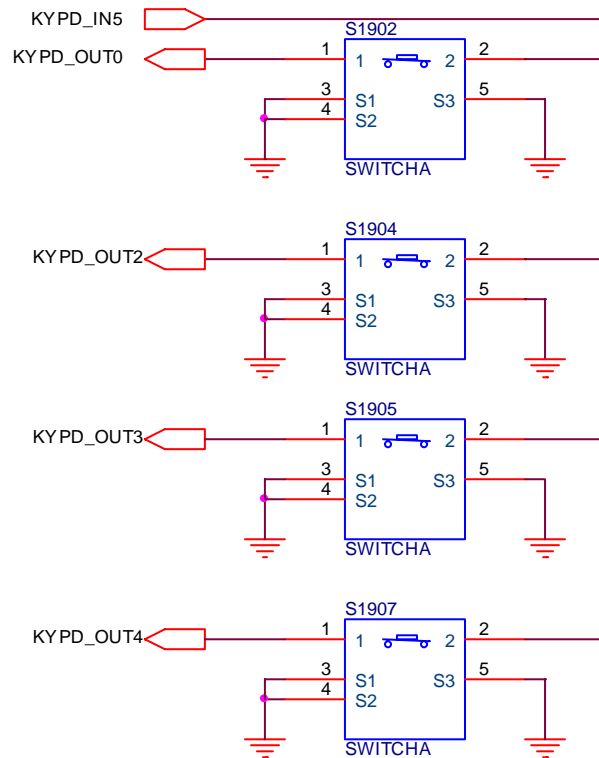 KYPD_IN5
KYPD_OUT0
S1902
1 1 2 2
3 S1 S3 5
4 S2
SWITCHA
S1904
KYPD_OUT2
1 1 2 2
3 S1 S3 5
4 S2
SWITCHA
S1905
KYPD_OUT3
1 1 2 2
3 S1 S3 5
4 S2
SWITCHA
S1907
KYPD_OUT4
1 1 2 2
3 S1 S3 5
4 S2
SWITCHA